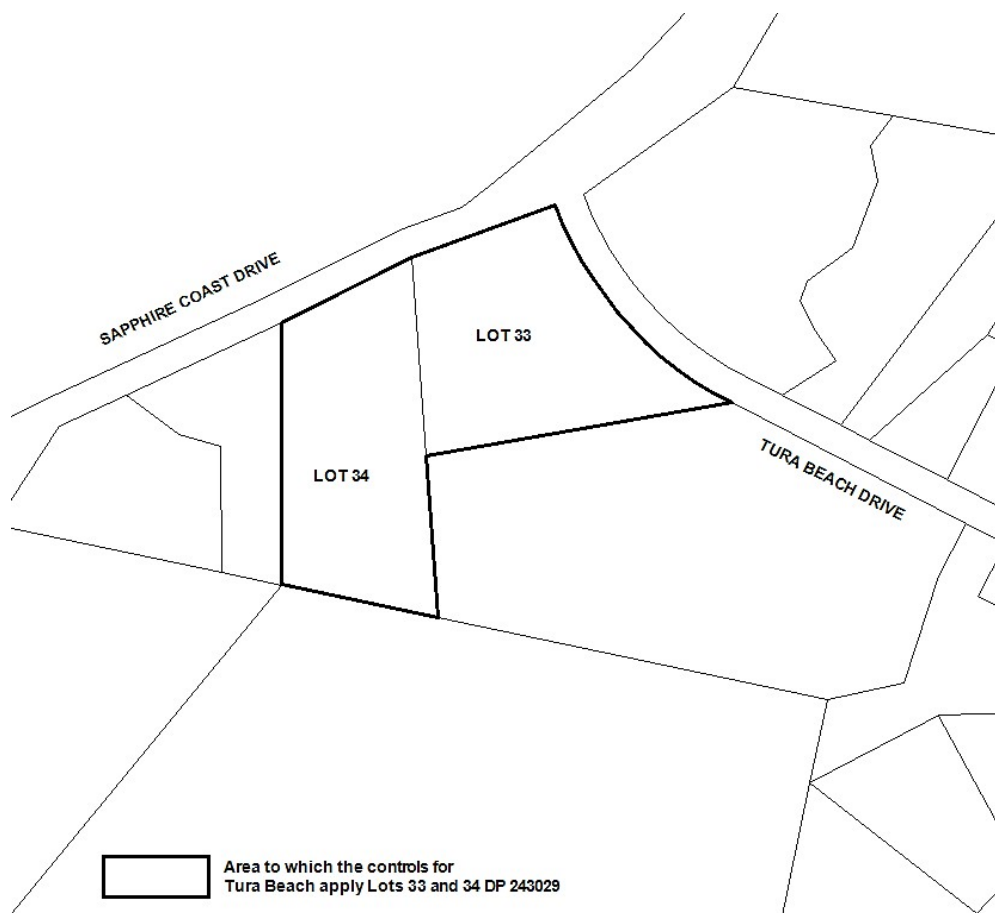 SAPPHIRE COAST DRIVE
LOT 33
LOT 34
TURA BEACH DRIVE
Area to which the controls for
Tura Beach apply Lots 33 and 34 DP 243029